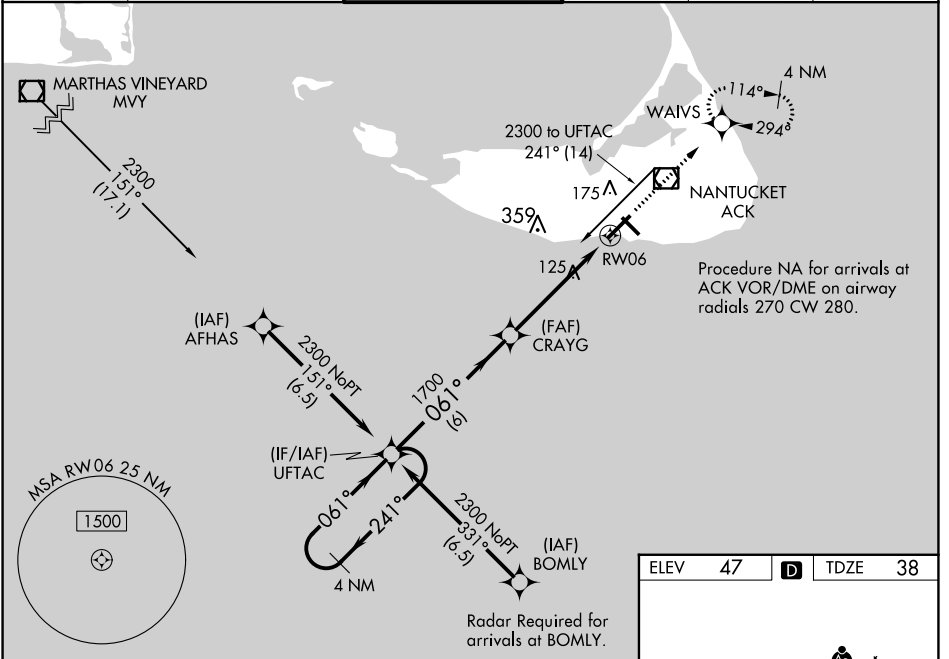 MARTHAS VINEYARD
MVY
2300
151°
(17.1)
4 NM
114°
294°
WAIVS
2300 to UFTAC
241° (14)
175
359
NANTUCKET
ACK
125
RW06
Procedure NA for arrivals at
ACK VOR/DME on airway
radials 270 CW 280.
(IAF)
AFHAS
2300 NoPT
151°
(6.5)
(FAF)
CRAYG
1700
061°
(6)
(IF/IAF)
UFTAC
061°
241°
4 NM
2300 NoPT
331°
(6.5)
(IAF)
BOMLY
Radar Required for
arrivals at BOMLY.
MSA RW06 25 NM
1500
ELEV 47 D TDZE 38